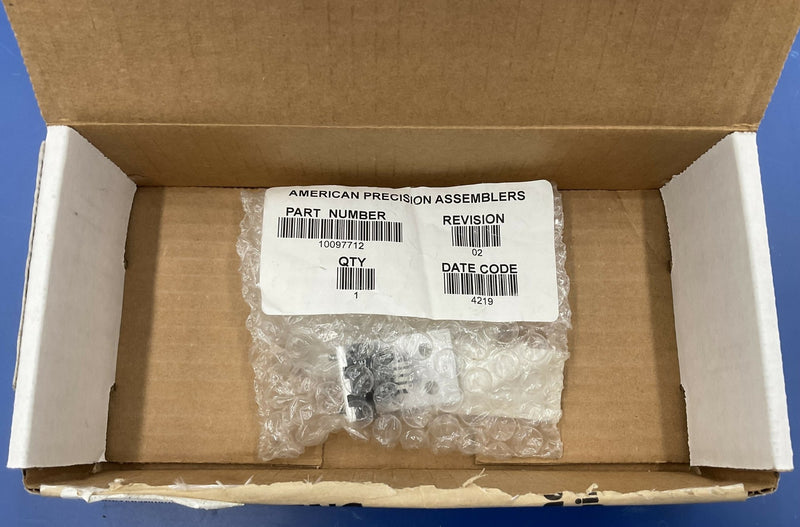 AMERICAN PRECISION ASSEMBLERS
PART NUMBER
10097712
REVISION
02
QTY
1
DATE CODE
4219